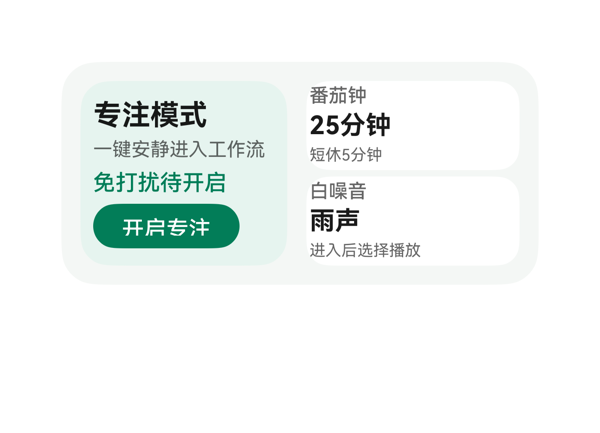 专注模式
一键安静进入工作流
免打扰待开启
开启专注
番茄钟
25分钟
短休5分钟
白噪音
雨声
进入后选择播放